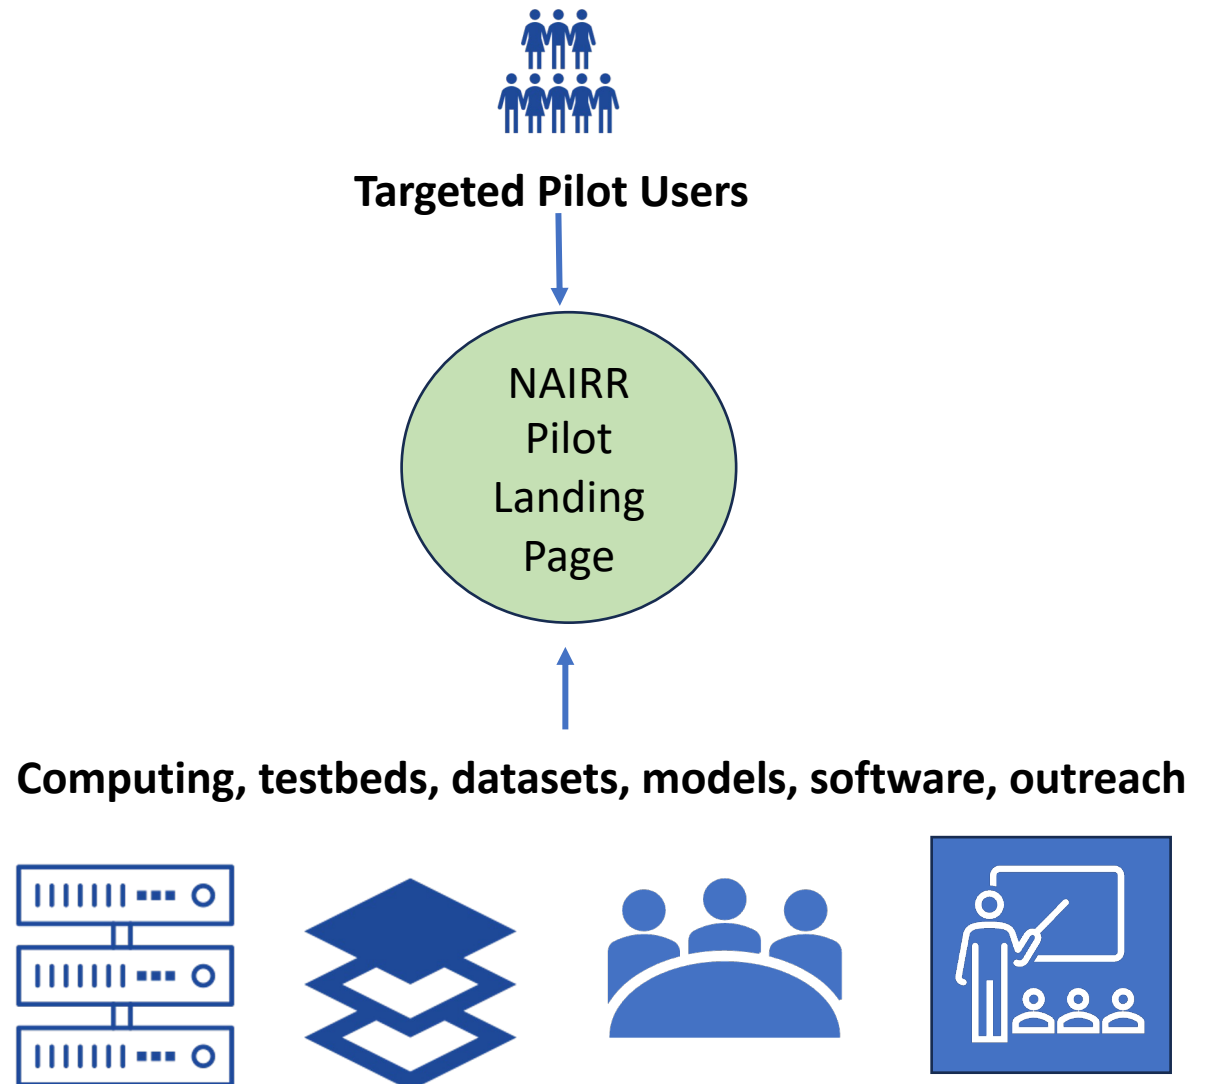 Targeted Pilot Users
NAIRR
Pilot
Landing
Page
Computing, testbeds, datasets, models, software, outreach